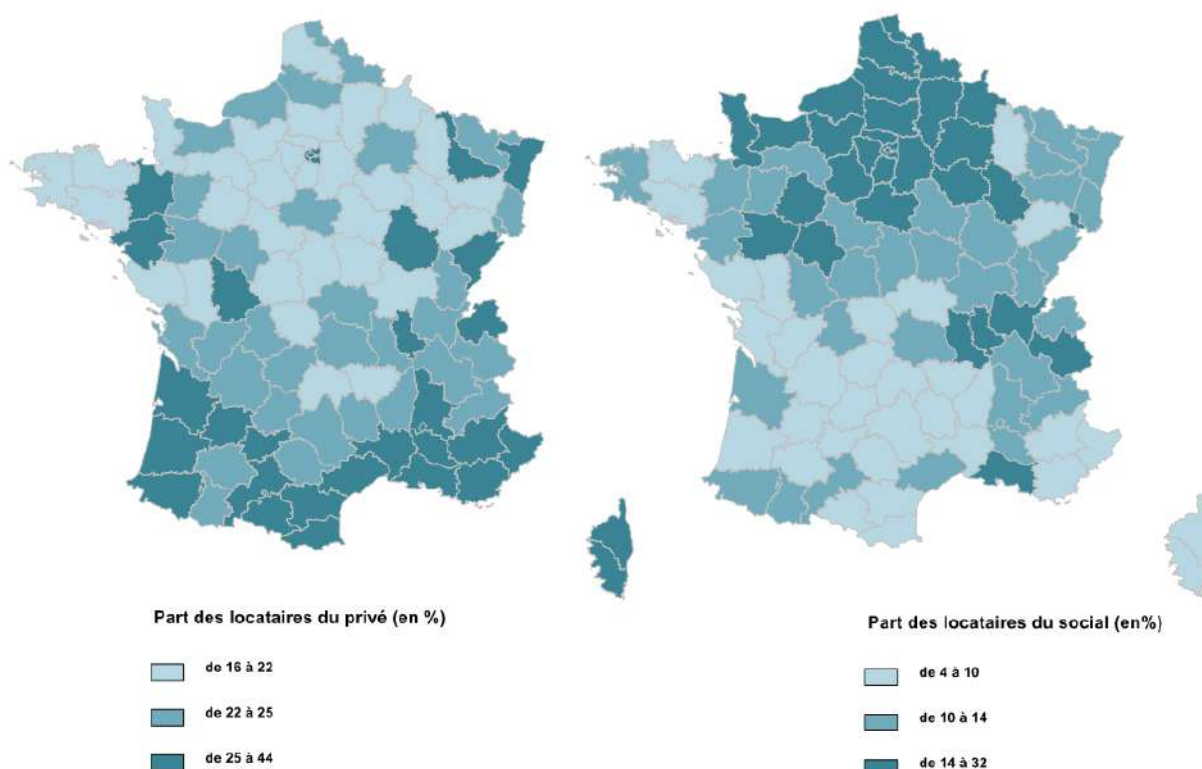 Part des locataires du privé (en %)
de 16 à 22
de 22 à 25
de 25 à 44
Part des locataires du social (en%)
de 4 à 10
de 10 à 14
de 14 à 32